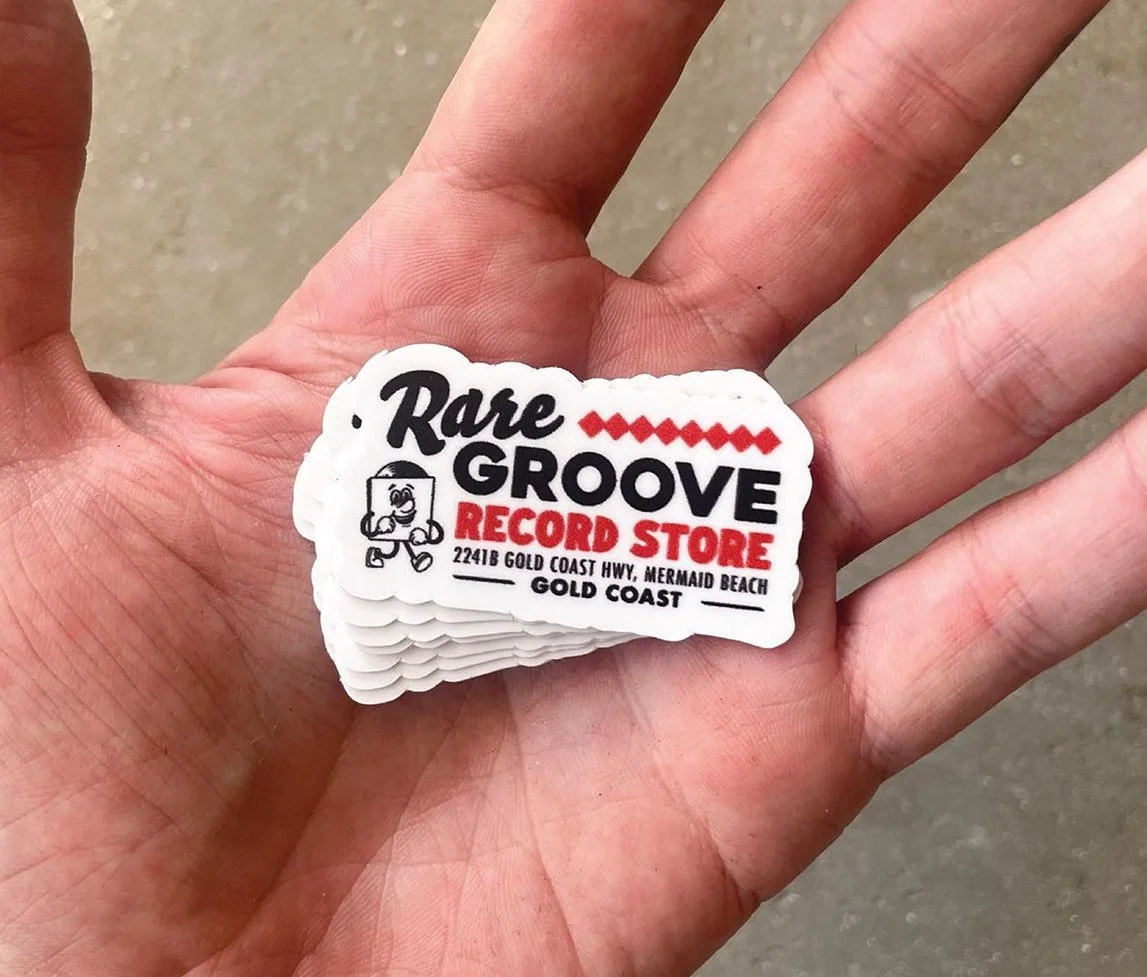 Rare
GROOVE
RECORD STORE
2241B GOLD COAST HWY, MERMAID BEACH
GOLD COAST